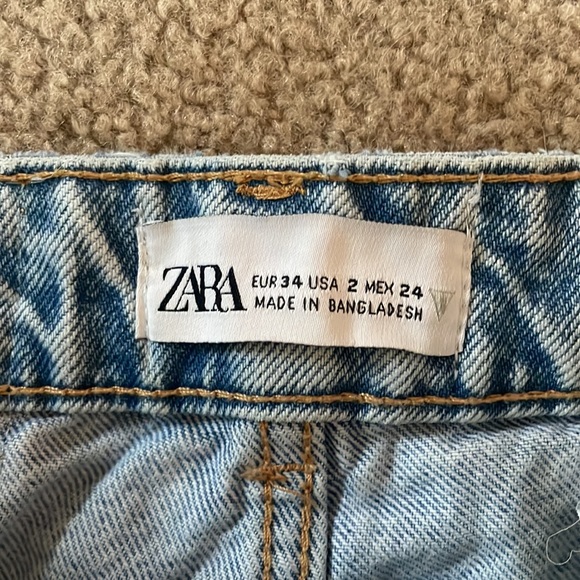 ZARA
EUR 34 USA 2 MEX 24
MADE IN BANGLADESH